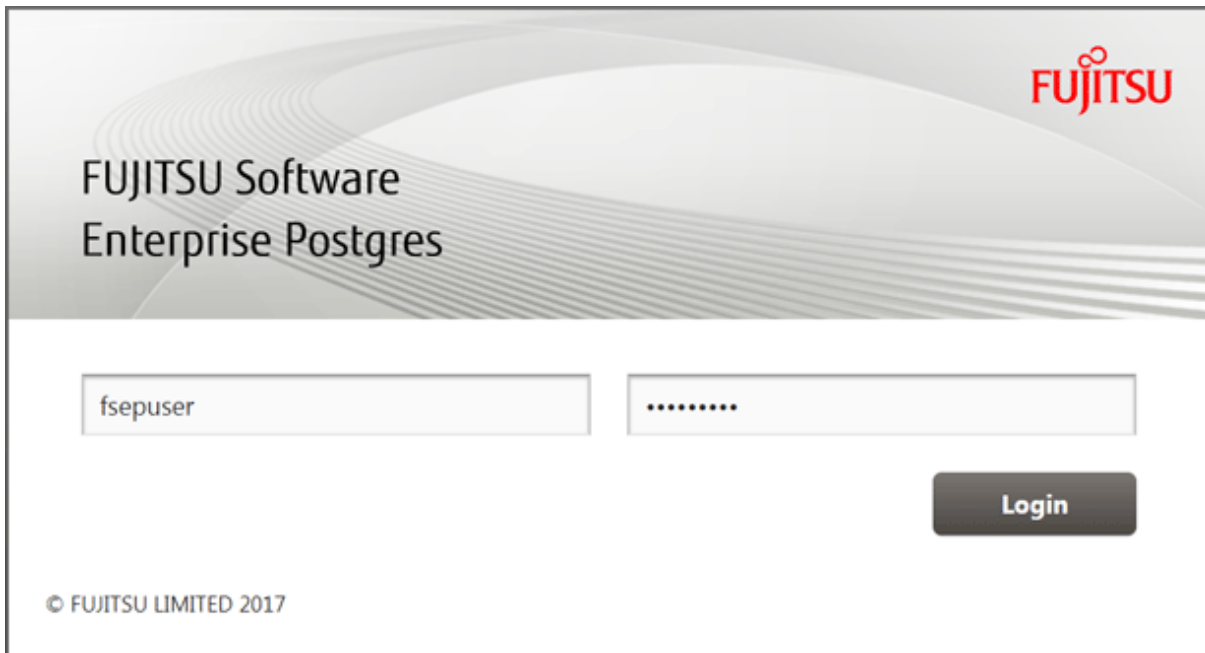 FUJITSU
FUJITSU Software
Enterprise Postgres
fsepuser
•••••••••
Login
© FUJITSU LIMITED 2017